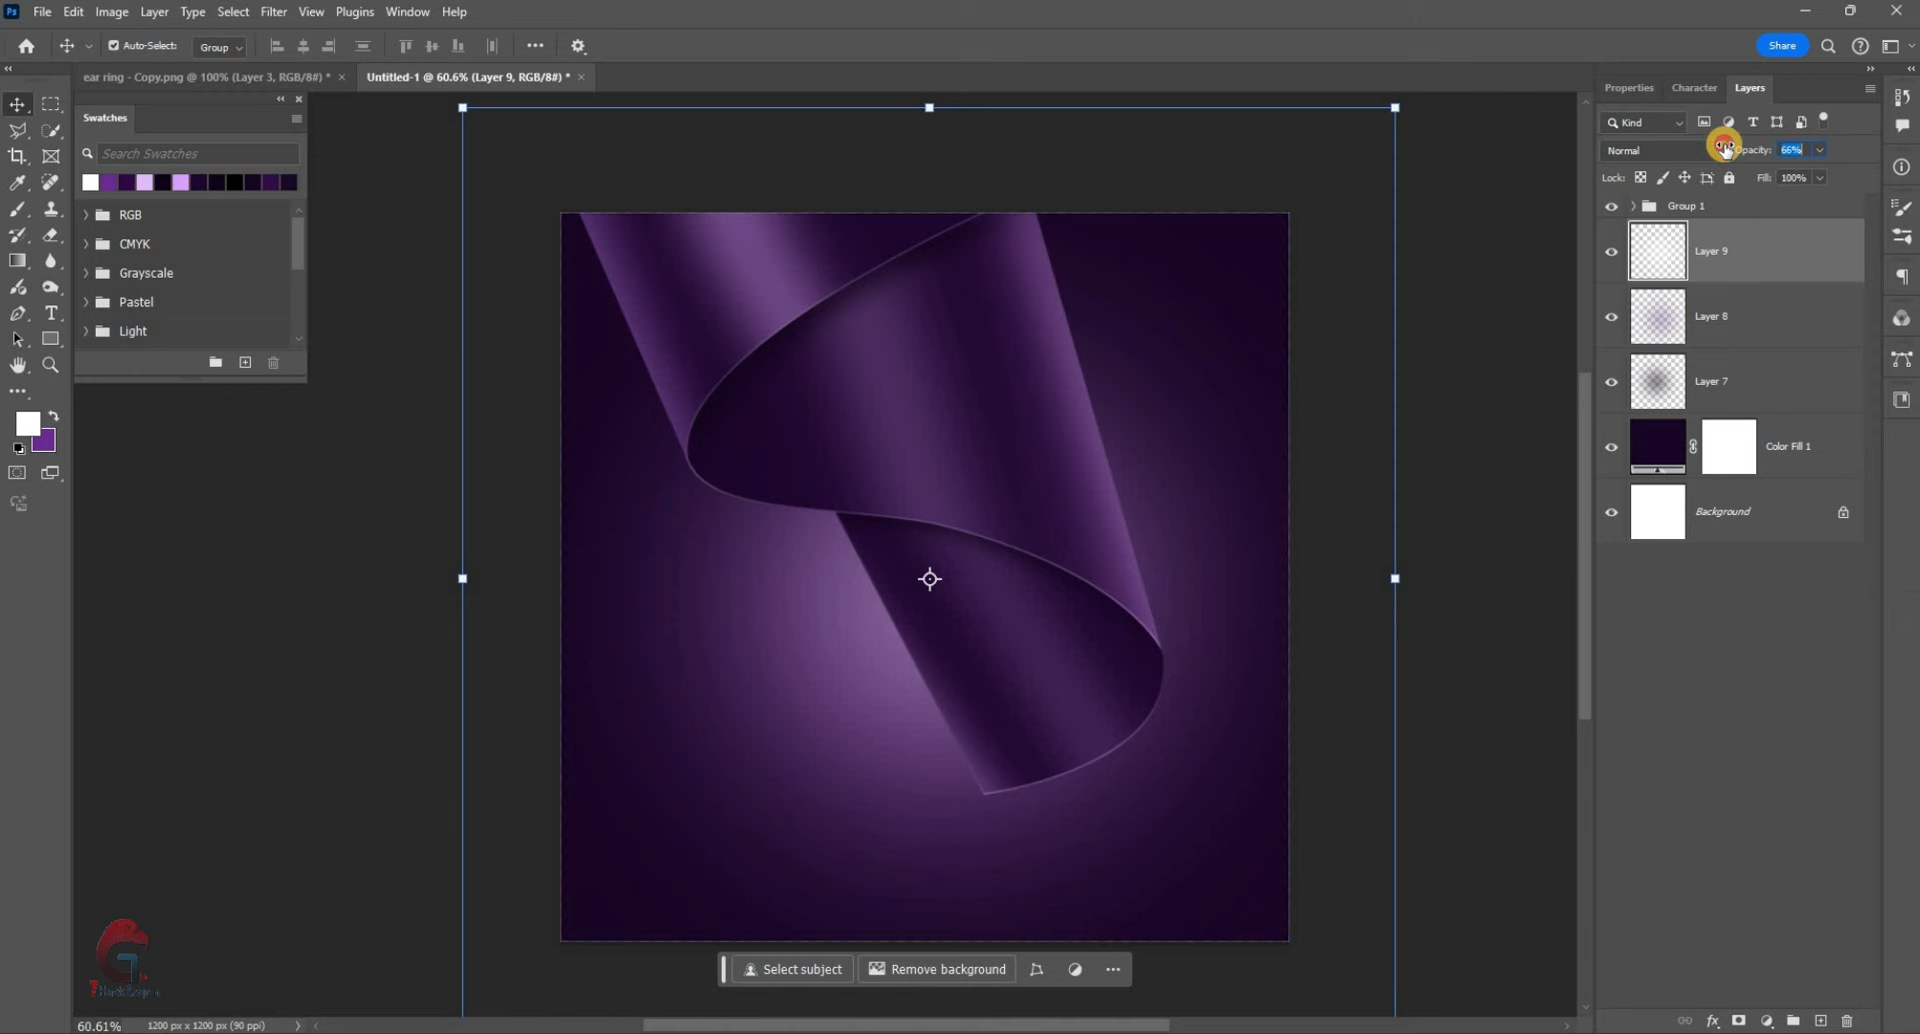 Ps File Edit Image Layer Type Select Filter View Plugins Window Help
Auto-Select: Group Share
ear ring - Copy.png @ 100% (Layer 3, RGB/8#) * × Untitled-1 @ 60.6% (Layer 9, RGB/8#) * ×
Properties Character Layers
Swatches
Kind
Search Swatches
Normal Opacity: 66%
Lock: Fill: 100%
RGB
CMYK
Grayscale
Pastel
Light
Group 1
Layer 9
Layer 8
Layer 7
Color Fill 1
Background
Select subject Remove background
60.61% 1200 px x 1200 px (90 ppi)